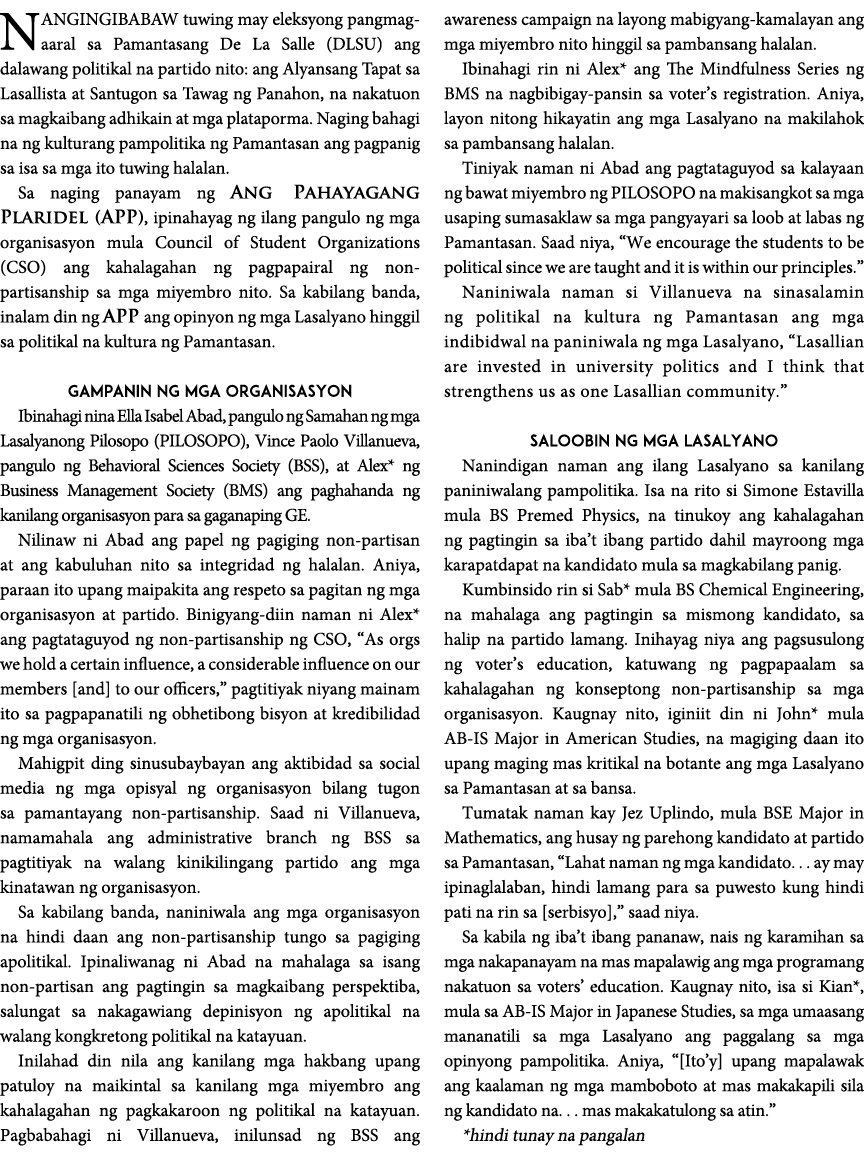 NANGINGIBABAW tuwing may eleksyong pangmag-
aaral sa Pamantasang De La Salle (DLSU) ang
dalawang politikal na partido nito: ang Alyansang Tapat sa
Lasallista at Santugon sa Tawag ng Panahon, na nakatuon
sa magkaibang adhikain at mga plataporma. Naging bahagi
na ng kulturang pampolitika ng Pamantasan ang pagpanig
sa isa sa mga ito tuwing halalan.
Sa naging panayam ng ANG PAHAYAGANG
PLARIDEL (APP), ipinahayag ng ilang pangulo ng mga
organisasyon mula Council of Student Organizations
(CSO) ang kahalagahan ng pagpapairal ng non-
partisanship sa mga miyembro nito. Sa kabilang banda,
inalam din ng APP ang opinyon ng mga Lasalyano hinggil
sa politikal na kultura ng Pamantasan.
GAMPANIN NG MGA ORGANISASYON
Ibinahagi nina Ella Isabel Abad, pangulo ng Samahan ng mga
Lasalyanong Pilosopo (PILOSOPO), Vince Paolo Villanueva,
pangulo ng Behavioral Sciences Society (BSS), at Alex* ng
Business Management Society (BMS) ang paghahanda ng
kanilang organisasyon para sa gaganaping GE.
Nilinaw ni Abad ang papel ng pagiging non-partisan
at ang kabuluhan nito sa integridad ng halalan. Aniya,
paraan ito upang maipakita ang respeto sa pagitan ng mga
organisasyon at partido. Binigyang-diin naman ni Alex*
ang pagtataguyod ng non-partisanship ng CSO, “As orgs
we hold a certain influence, a considerable influence on our
members [and] to our officers,” pagtitiyak niyang mainam
ito sa pagpapanatili ng obhetibong bisyon at kredibilidad
ng mga organisasyon.
Mahigpit ding sinusubaybayan ang aktibidad sa social
media ng mga opisyal ng organisasyon bilang tugon
sa pamantayang non-partisanship. Saad ni Villanueva,
namamahala ang administrative branch ng BSS sa
pagtitiyak na walang kinikilingang partido ang mga
kinatawan ng organisasyon.
Sa kabilang banda, naniniwala ang mga organisasyon
na hindi daan ang non-partisanship tungo sa pagiging
apolitikal. Ipinaliwanag ni Abad na mahalaga sa isang
non-partisan ang pagtingin sa magkaibang perspektiba,
salungat sa nakagawiang depinisyon ng apolitikal na
walang kongkretong politikal na katayuan.
Inilahad din nila ang kanilang mga hakbang upang
patuloy na maikintal sa kanilang mga miyembro ang
kahalagahan ng pagkakaroon ng politikal na katayuan.
Pagbabahagi ni Villanueva, inilunsad ng BSS ang
awareness campaign na layong mabigyang-kamalayan ang
mga miyembro nito hinggil sa pambansang halalan.
Ibinahagi rin ni Alex* ang The Mindfulness Series ng
BMS na nagbibigay-pansin sa voter’s registration. Aniya,
layon nitong hikayatin ang mga Lasalyano na makilahok
sa pambansang halalan.
Tiniyak naman ni Abad ang pagtataguyod sa kalayaan
ng bawat miyembro ng PILOSOPO na makisangkot sa mga
usaping sumasaklaw sa mga pangyayari sa loob at labas ng
Pamantasan. Saad niya, “We encourage the students to be
political since we are taught and it is within our principles.”
Naniniwala naman si Villanueva na sinasalamin
ng politikal na kultura ng Pamantasan ang mga
indibidwal na paniniwala ng mga Lasalyano, “Lasallian
are invested in university politics and I think that
strengthens us as one Lasallian community.”
SALOOBIN NG MGA LASALYANO
Nanindigan naman ang ilang Lasalyano sa kanilang
paniniwalang pampolitika. Isa na rito si Simone Estavilla
mula BS Premed Physics, na tinukoy ang kahalagahan
ng pagtingin sa iba’t ibang partido dahil mayroong mga
karapatdapat na kandidato mula sa magkabilang panig.
Kumbinsido rin si Sab* mula BS Chemical Engineering,
na mahalaga ang pagtingin sa mismong kandidato, sa
halip na partido lamang. Inihayag niya ang pagsusulong
ng voter’s education, katuwang ng pagpapaalam sa
kahalagahan ng konseptong non-partisanship sa mga
organisasyon. Kaugnay nito, iginiit din ni John* mula
AB-IS Major in American Studies, na magiging daan ito
upang maging mas kritikal na botante ang mga Lasalyano
sa Pamantasan at sa bansa.
Tumatak naman kay Jez Uplindo, mula BSE Major in
Mathematics, ang husay ng parehong kandidato at partido
sa Pamantasan, “Lahat naman ng mga kandidato. . . ay may
ipinaglalaban, hindi lamang para sa puwesto kung hindi
pati na rin sa [serbisyo],” saad niya.
Sa kabila ng iba’t ibang pananaw, nais ng karamihan sa
mga nakapanayam na mas mapalawig ang mga programang
nakatuon sa voters’ education. Kaugnay nito, isa si Kian*,
mula sa AB-IS Major in Japanese Studies, sa mga umaasang
mananatili sa mga Lasalyano ang paggalang sa mga
opinyong pampolitika. Aniya, “[Ito’y] upang mapalawak
ang kaalaman ng mga mamboboto at mas makakapili sila
ng kandidato na. . . mas makakatulong sa atin.”
*hindi tunay na pangalan